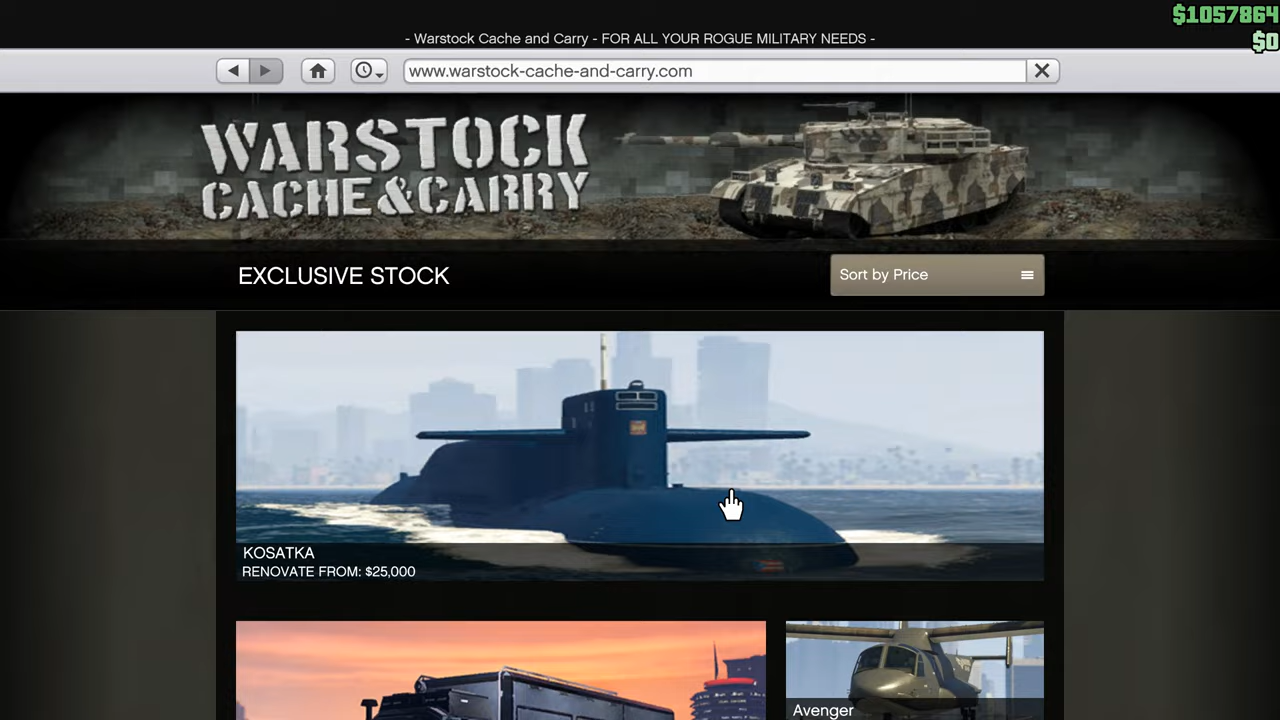 $1057864
- Warstock Cache and Carry - FOR ALL YOUR ROGUE MILITARY NEEDS -
$0
www.warstock-cache-and-carry.com
WARSTOCK
CACHE&CARRY
EXCLUSIVE STOCK
Sort by Price
KOSATKA
RENOVATE FROM: $25,000
Avenger